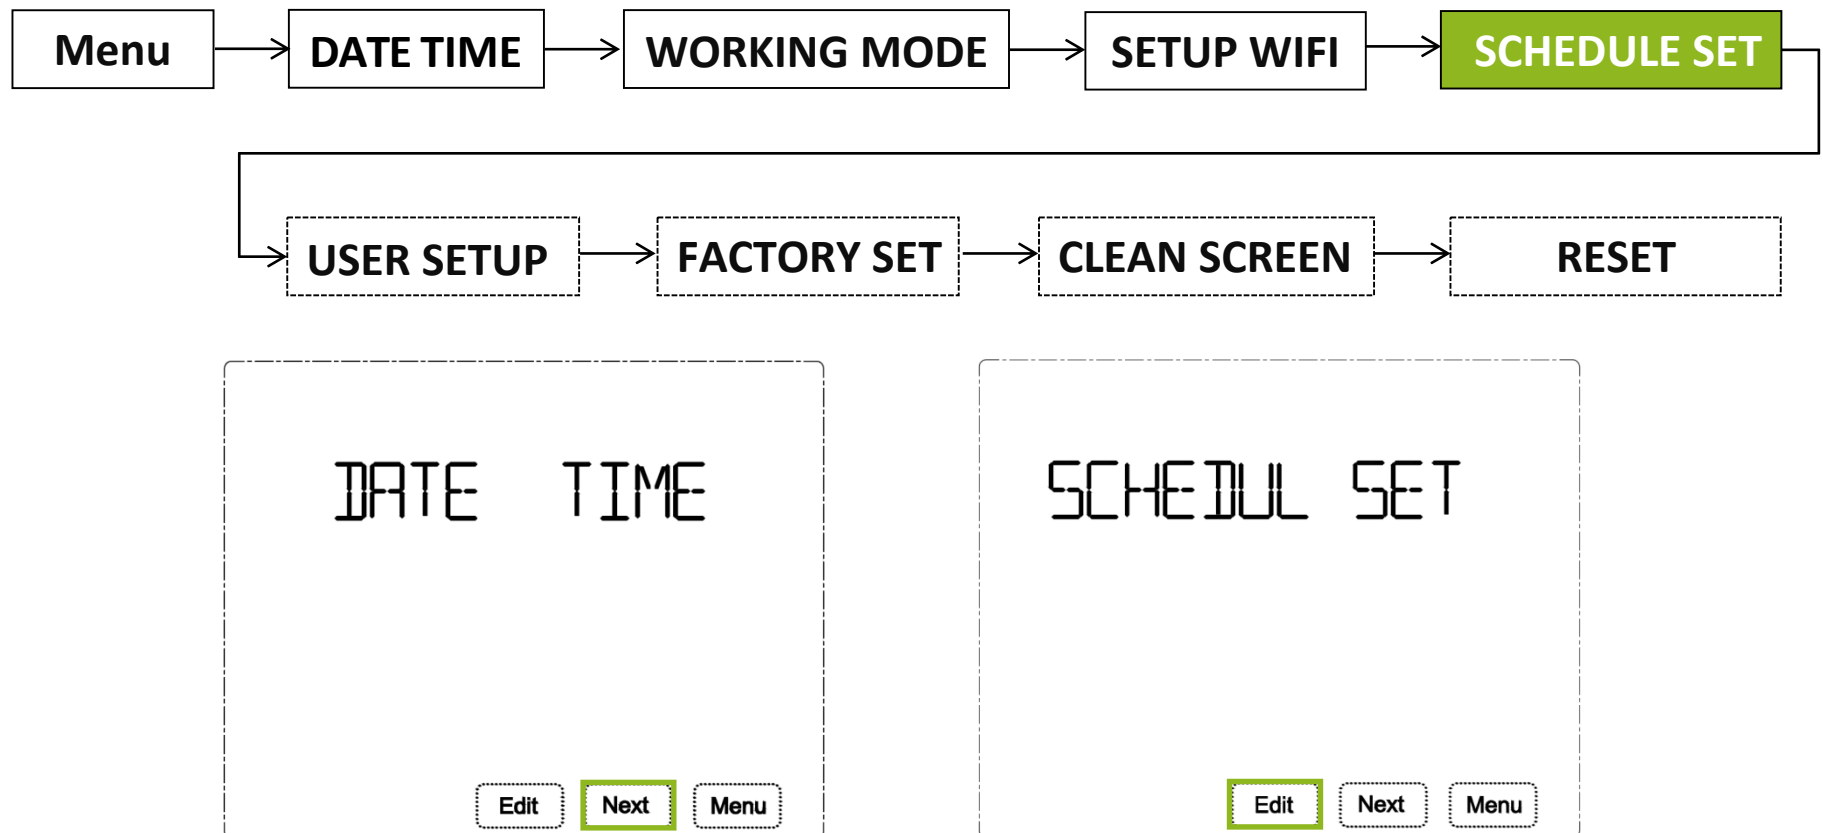 Menu DATE TIME WORKING MODE SETUP WIFI SCHEDULE SET
USER SETUP FACTORY SET CLEAN SCREEN RESET
DATE TIME
Edit Next Menu
SCHEDUL SET
Edit Next Menu